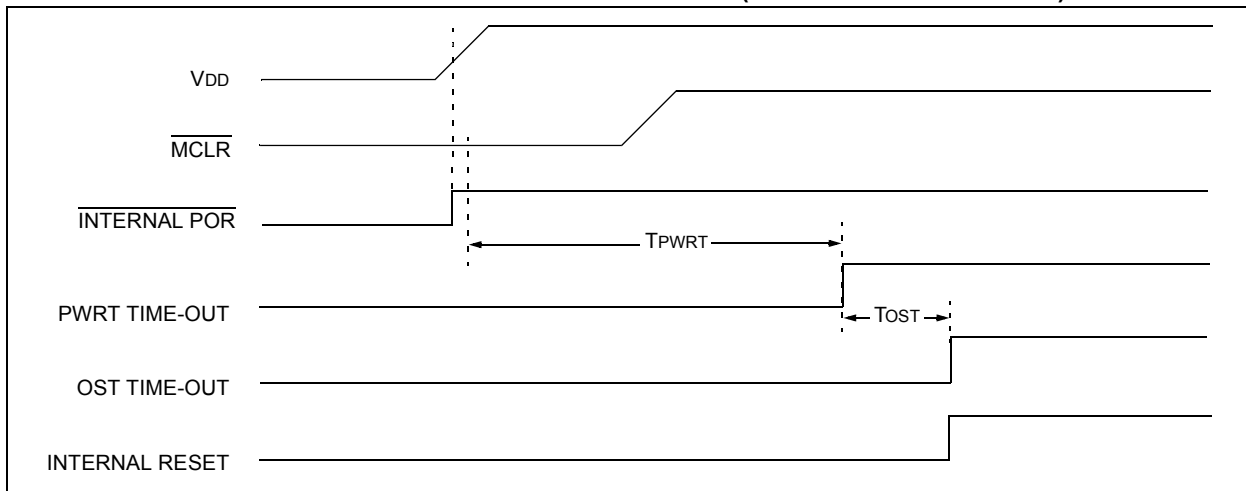 VDD
MCLR
INTERNAL POR
TPWRT
PWRT TIME-OUT
TOST
OST TIME-OUT
INTERNAL RESET